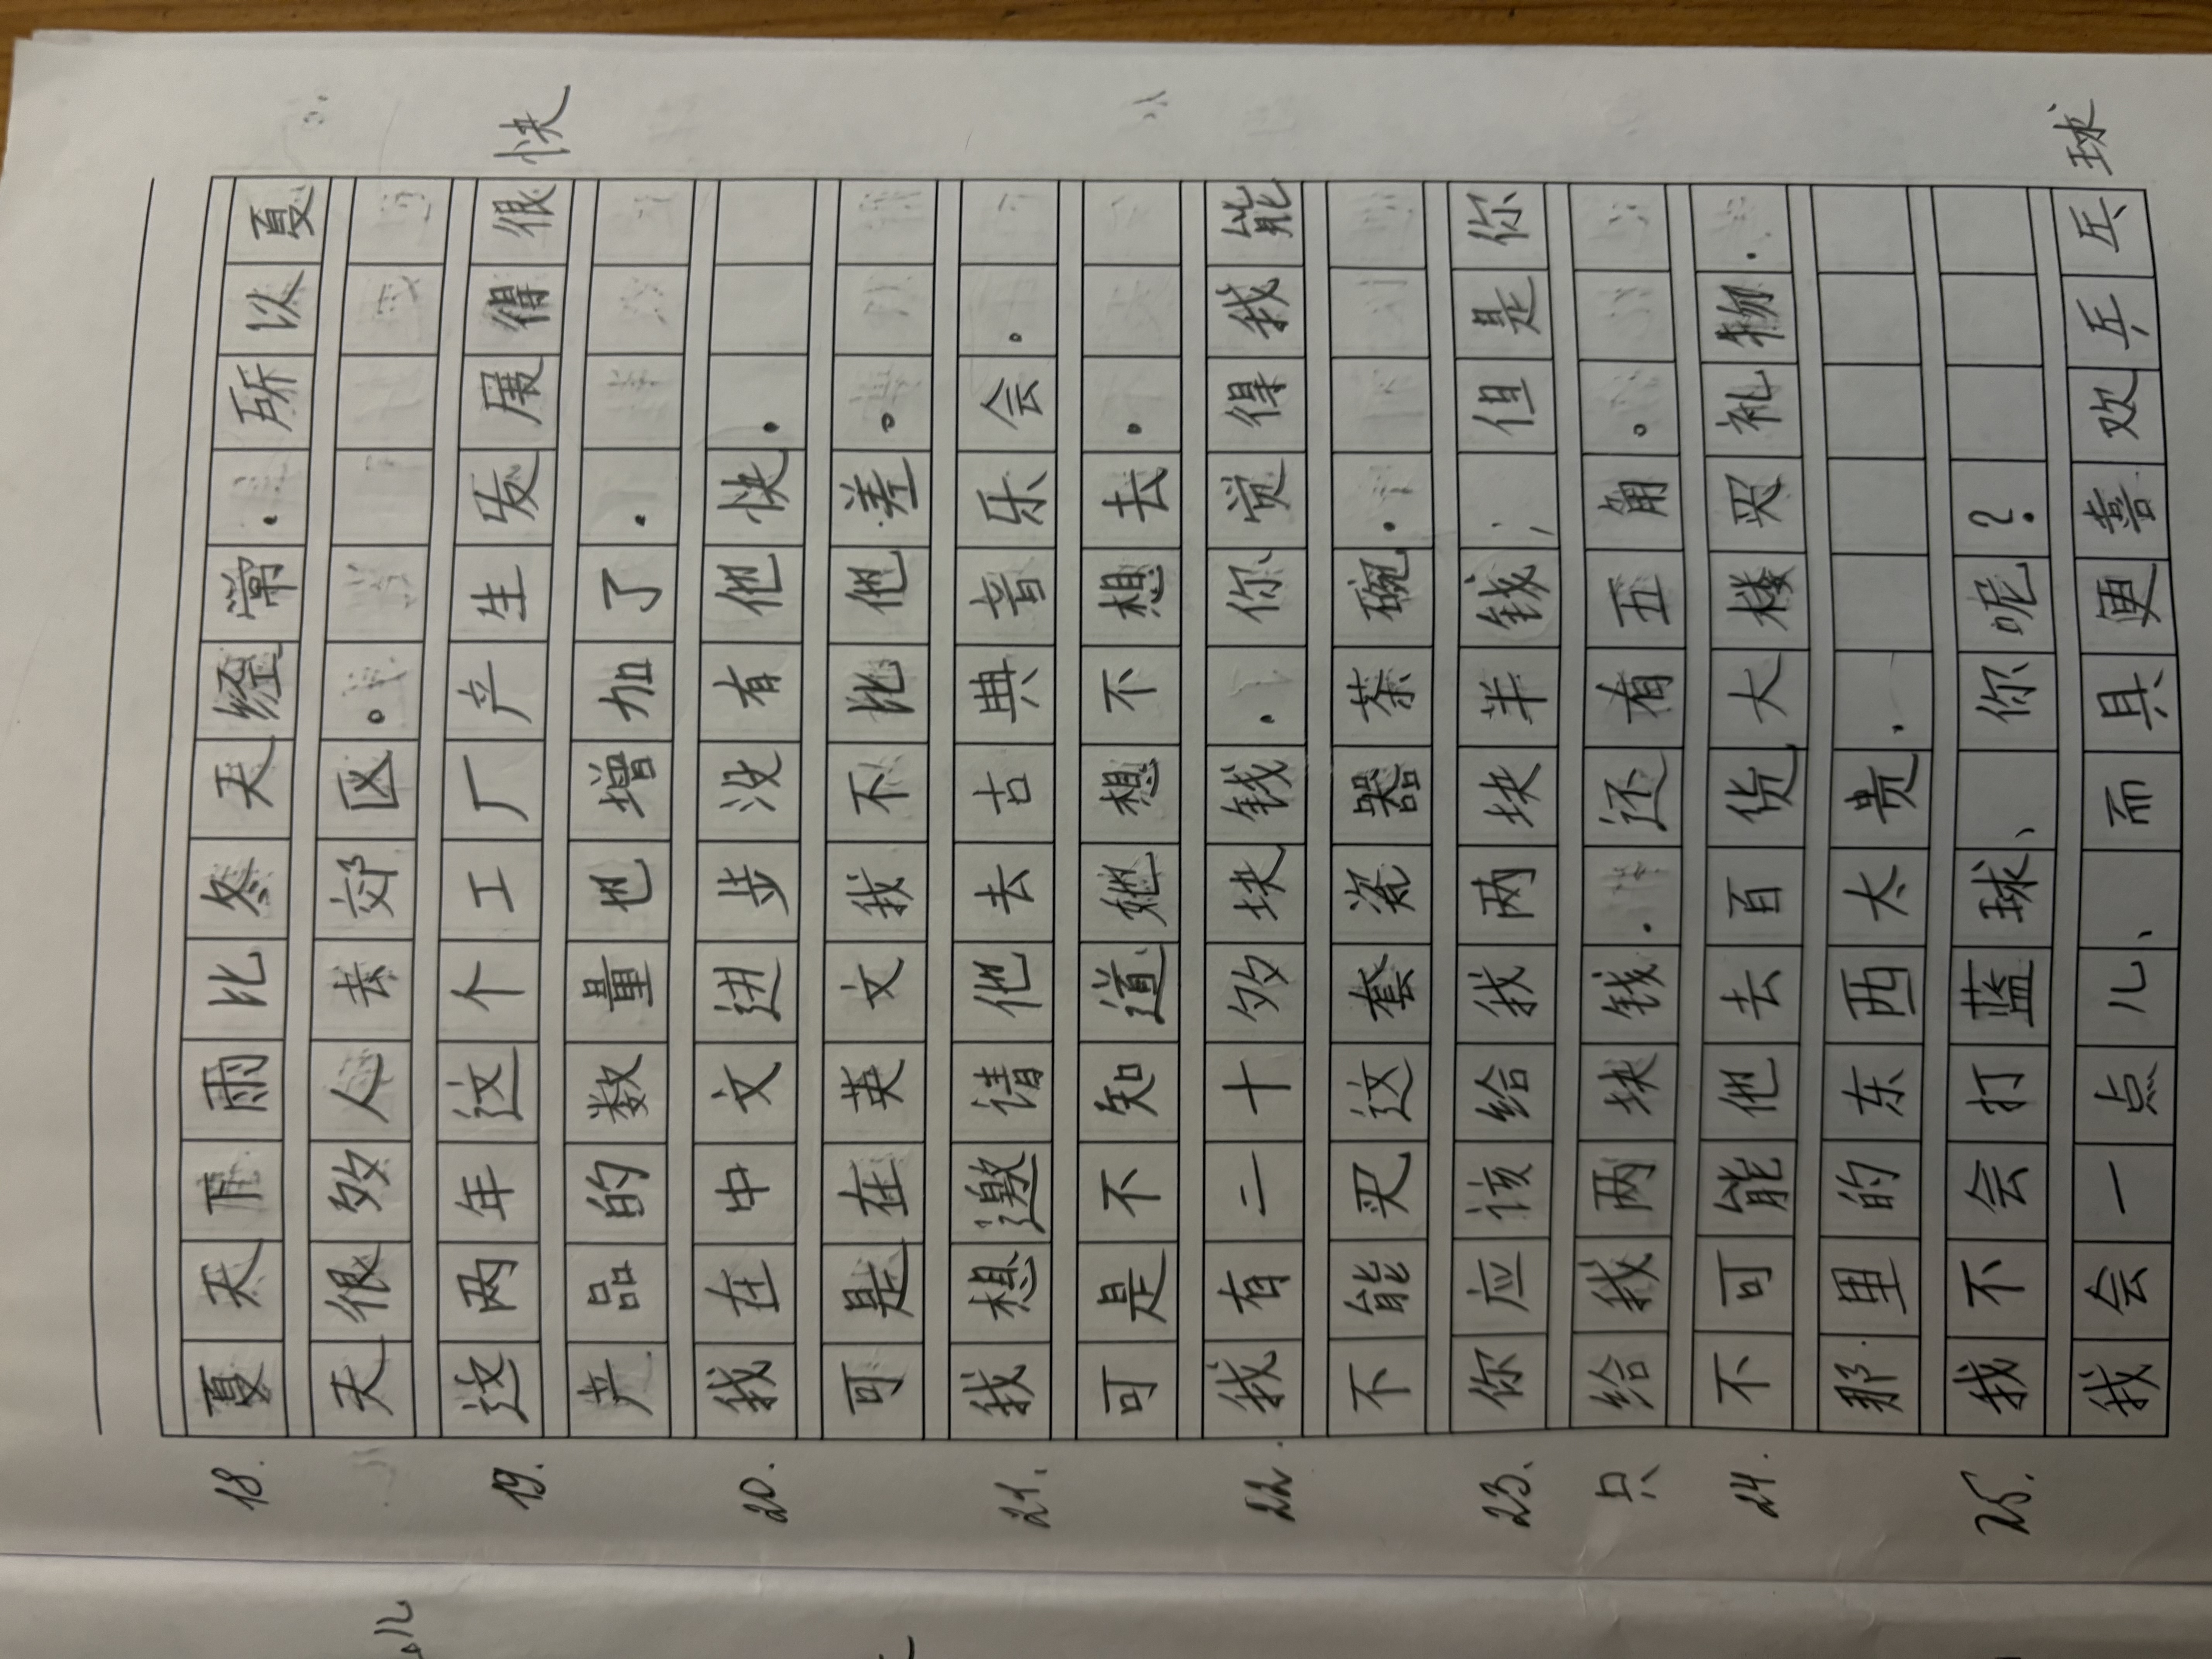 18. 夏天下雨比冬天经常. 所以夏
天很多人去郊区。
19. 这两年这个工厂产生发展得很快
产品的数量也增加了.
20. 我在中文进步没有他快.
可是在英文我不比他差。
21. 我想邀请他去古典音乐会。
可是不知道她想不想去.
22. 我有二十多块钱. 你觉得我能
不能买这套瓷器茶碗.
23. 你应该给我两块半钱; 但是你
只给我两块钱. 还有五角。
24. 不可能他去百货大楼买礼物.
那里的东西太贵.
25. 我不会打蓝球、你呢?
我会一点儿、而具更喜欢乒乓球